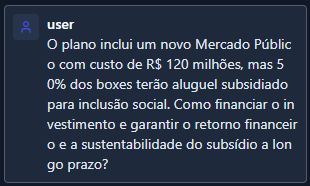 user
O plano inclui um novo Mercado Públic
o com custo de R$ 120 milhões, mas 5
0% dos boxes terão aluguel subsidiado
para inclusão social. Como financiar o in
vestimento e garantir o retorno financeir
o e a sustentabilidade do subsídio a lon
go prazo?